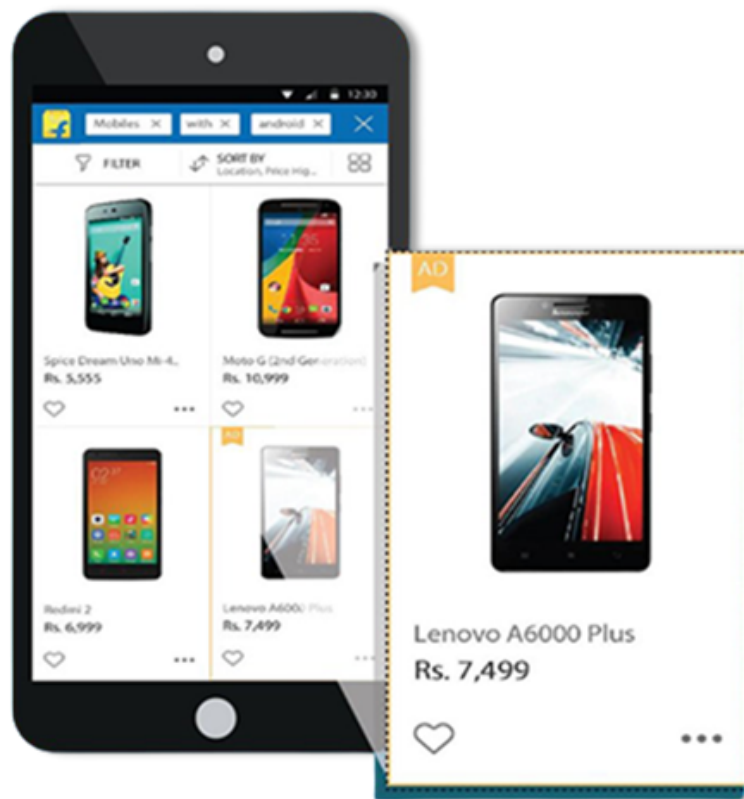 12:30
Mobiles × with × android ×
FILTER
SORT BY
Location, Price Hig...
Spice Dream Uno Mi-4..
Rs. 5,555
Moto G (2nd Generation)
Rs. 10,999
AD
Redmi 2
Rs. 6,999
Lenovo A6000 Plus
Rs. 7,499
AD
Lenovo A6000 Plus
Rs. 7,499